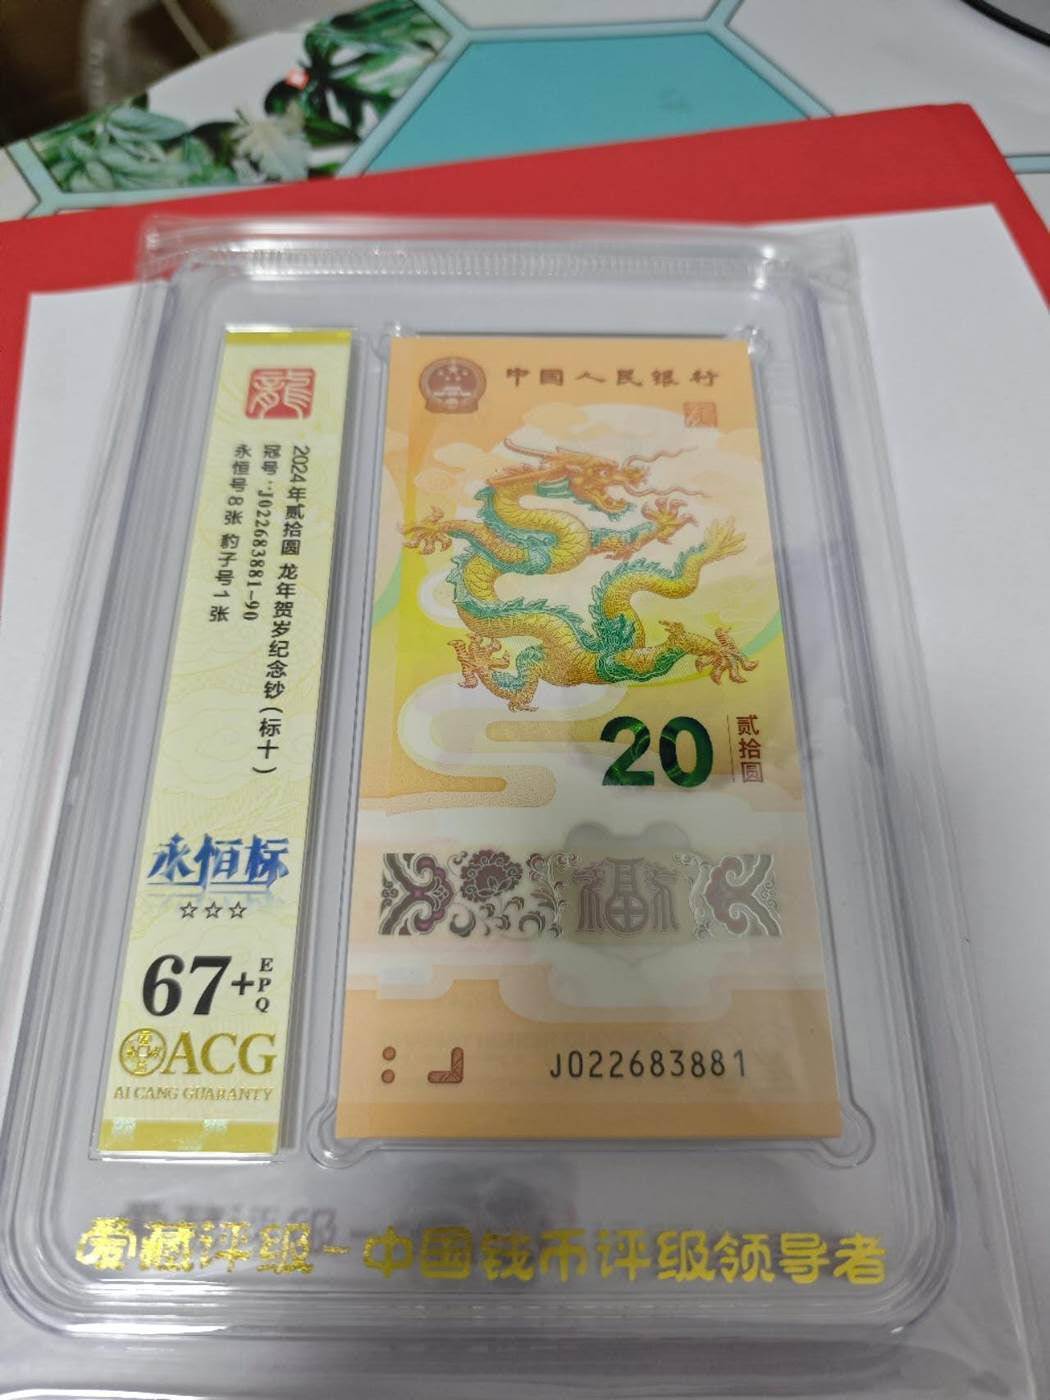 龍
2024年贰拾圆 龙年贺岁纪念钞(标十)
冠号:J022683881-90
永恒号8张 豹子号1张
永恒标
☆☆☆
67+EPQ
ACG
AI CANG GUARANTY
中国人民银行
20
贰拾圆
福
J022683881
爱藏评级-中国钱币评级领导者